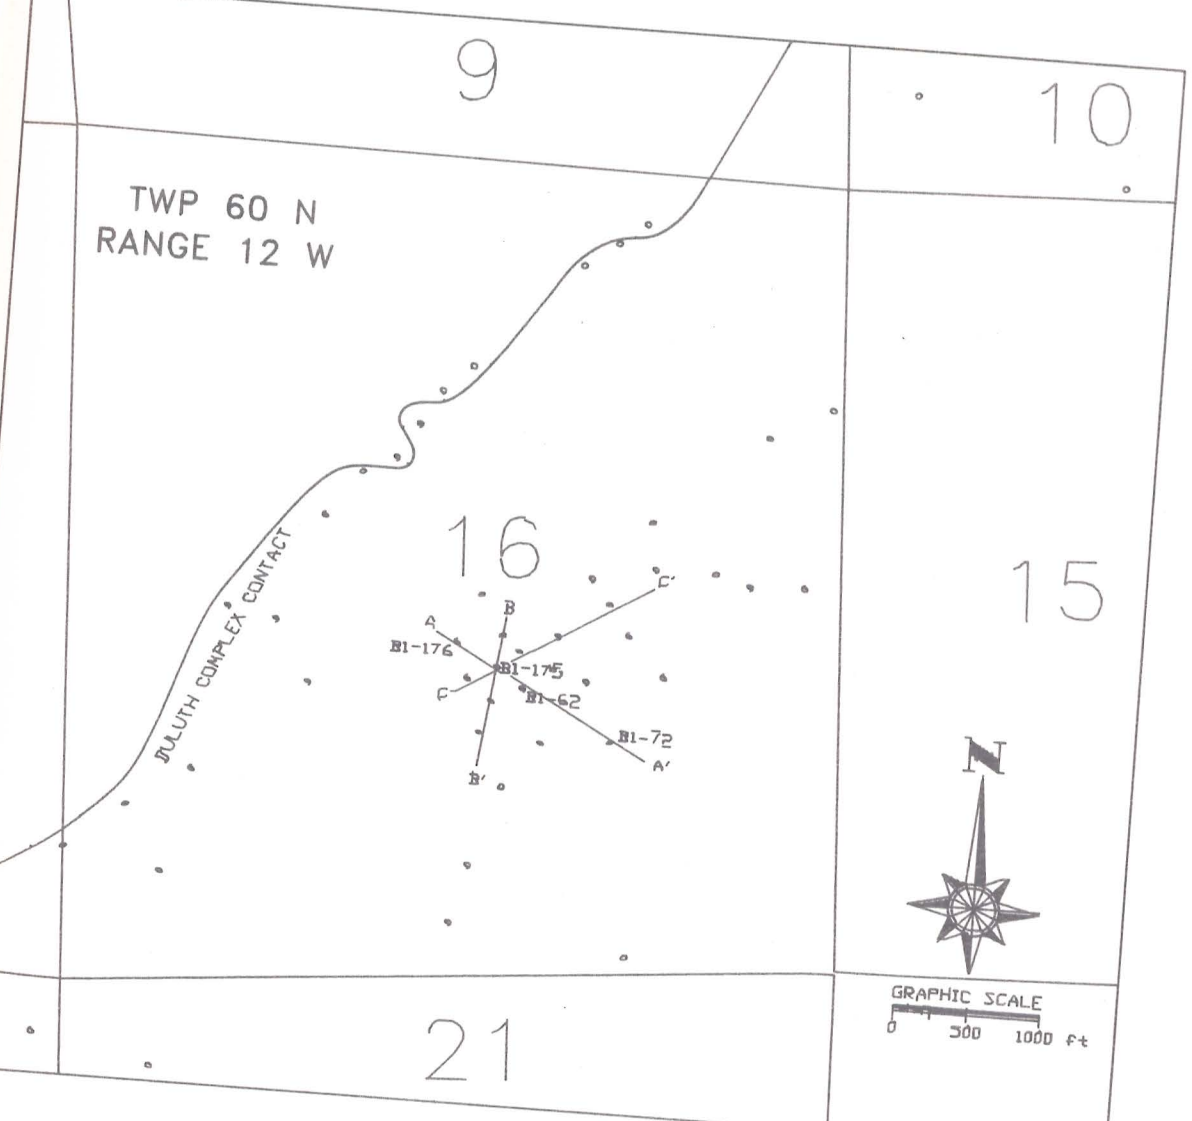 9
10
TWP 60 N
RANGE 12 W
16
15
DULUTH COMPLEX CONTACT
C'
B
A
B1-176
B1-175
C
B1-62
B1-72
A'
B'
N
GRAPHIC SCALE
0 500 1000 ft
21